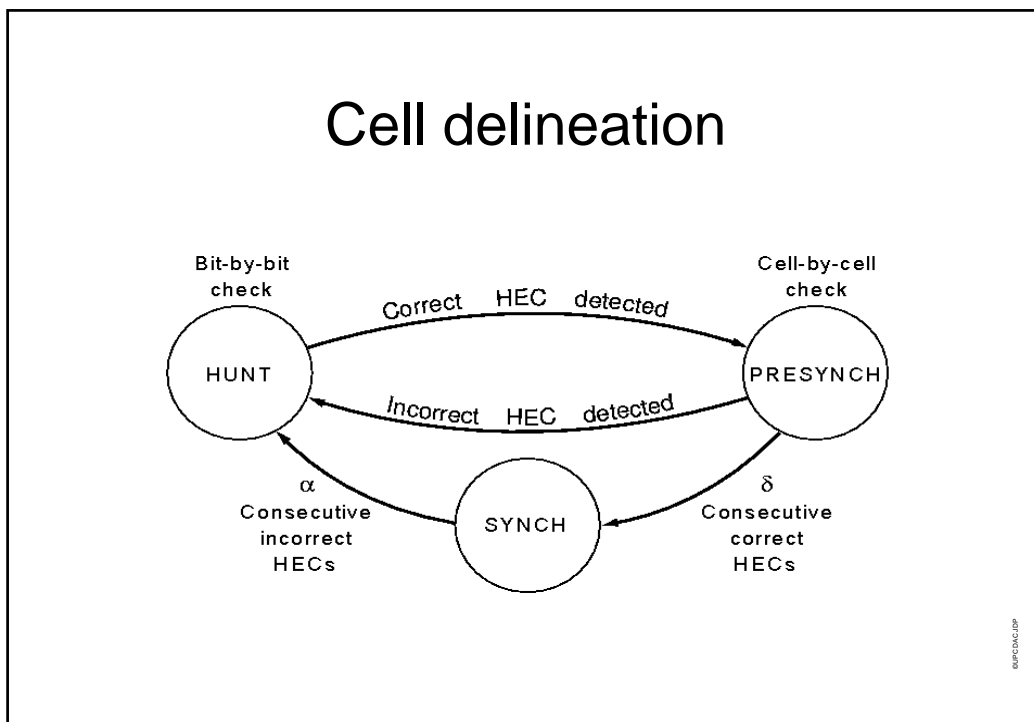 Cell delineation
Bit-by-bit
check
Cell-by-cell
check
Correct HEC detected
HUNT
PRESYNCH
Incorrect HEC detected
α
Consecutive
incorrect
HECs
SYNCH
δ
Consecutive
correct
HECs
©UPCDACJDP